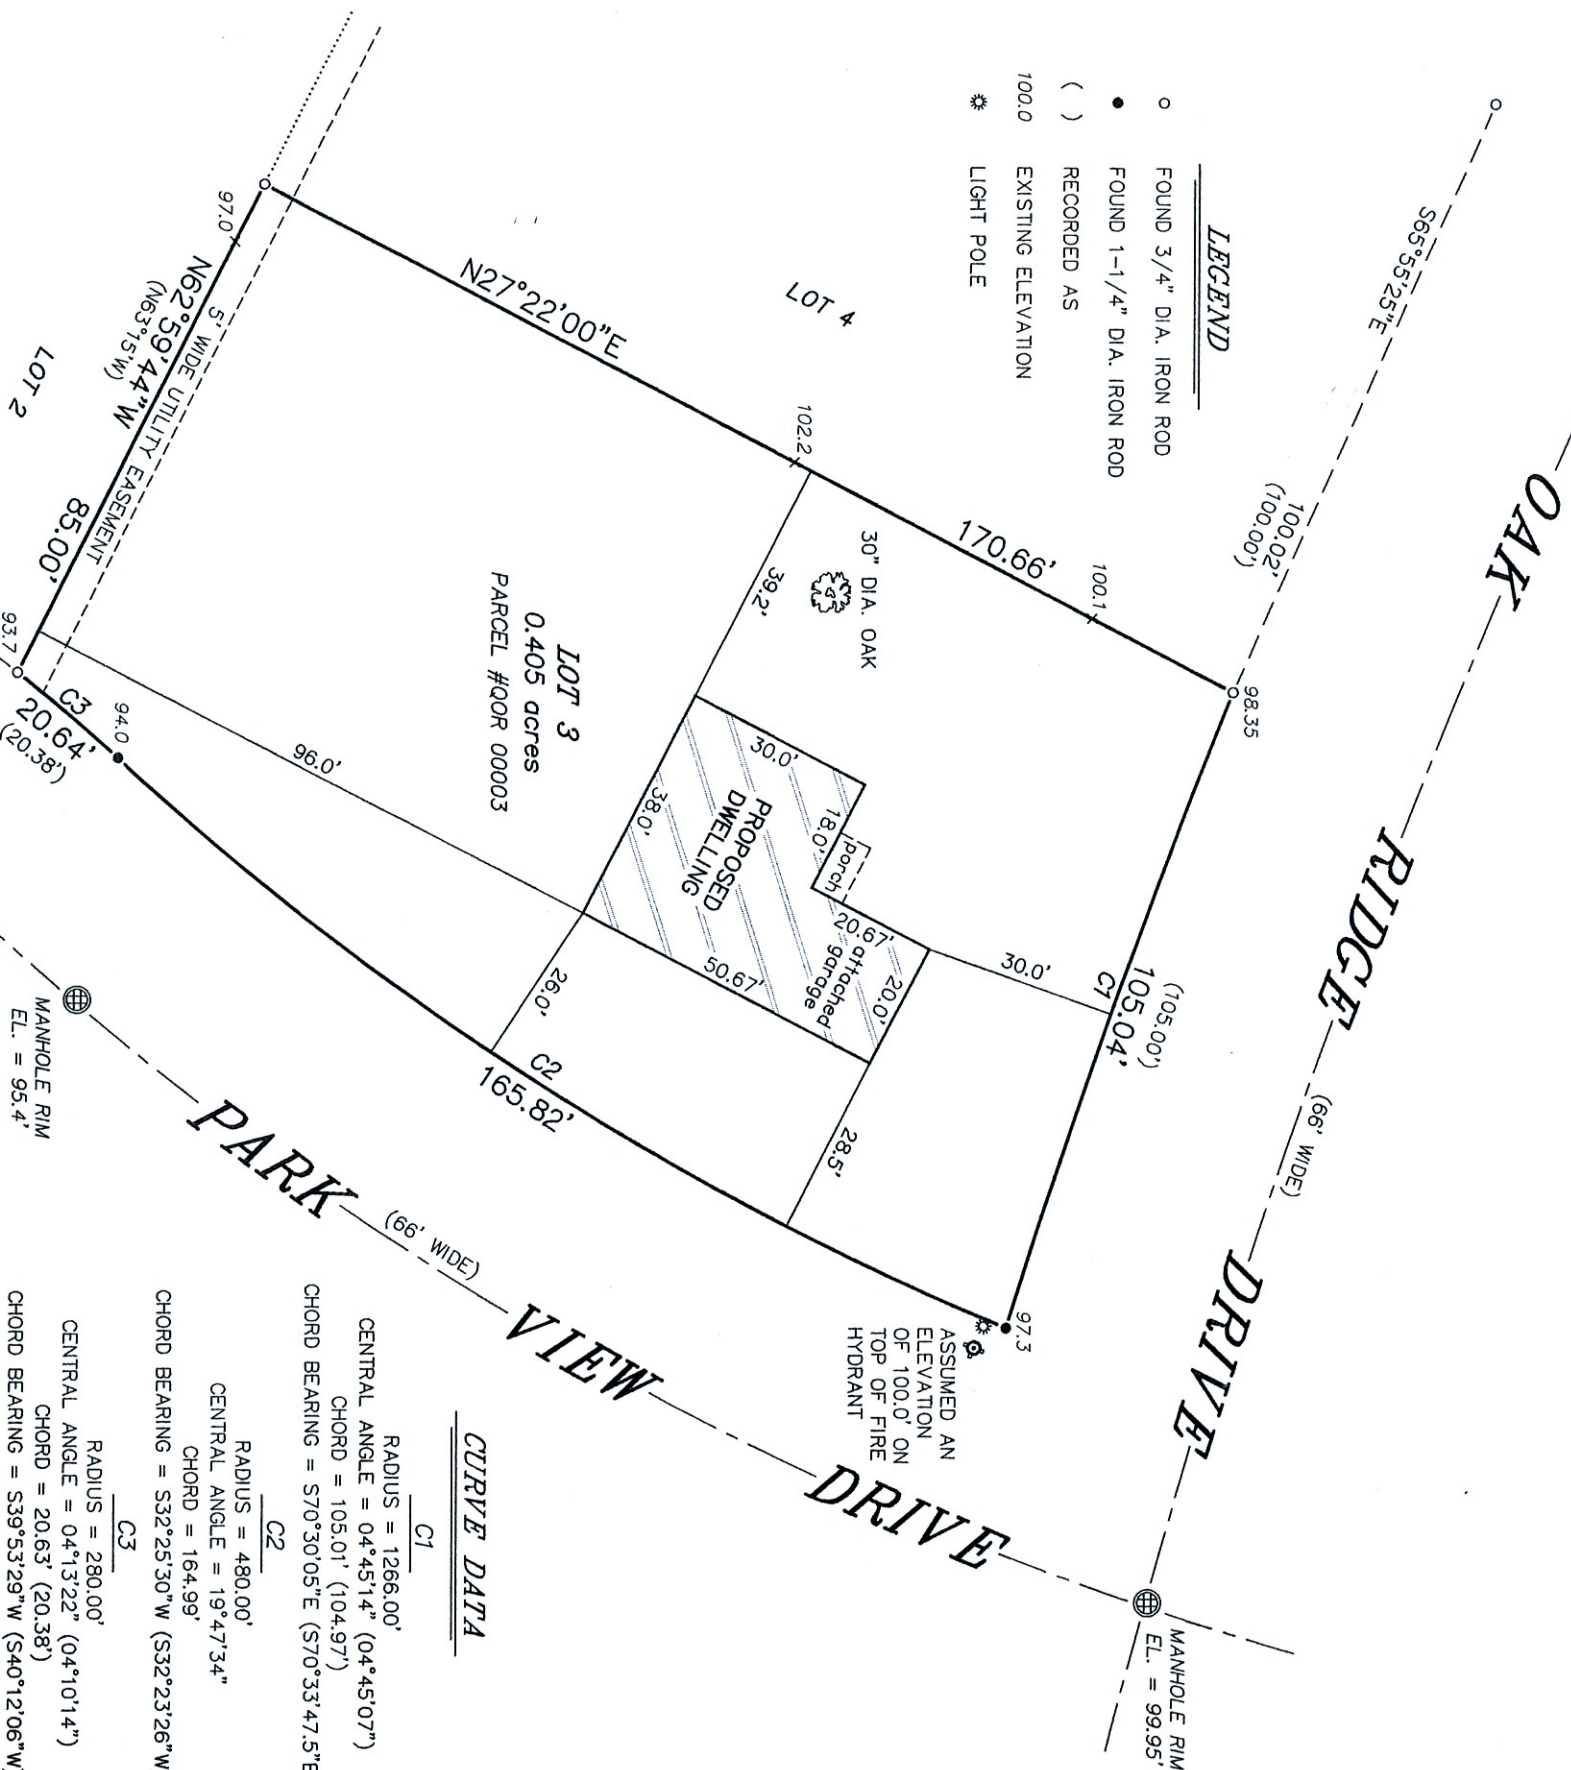 LEGEND
FOUND 3/4" DIA. IRON ROD
FOUND 1-1/4" DIA. IRON ROD
( ) RECORDED AS
100.0 EXISTING ELEVATION
LIGHT POLE
S65°55'25"E
100.02'
(100.00')
OAK RIDGE DRIVE
(66' WIDE)
98.35
(105.00')
105.04'
C1
97.3
100.1
170.66'
102.2
N27°22'00"E
LOT 4
30" DIA. OAK
39.2'
30.0'
18.0'
porch
20.67'
attached
garage
20.0'
30.0'
PROPOSED
DWELLING
38.0'
50.67'
28.5'
26.0'
96.0'
LOT 3
0.405 acres
PARCEL #QOR 00003
C2
165.82'
97.0
5' WIDE UTILITY EASEMENT
N62°59'44"W
(N63°15'W)
85.00'
LOT 2
93.7
C3
20.64'
(20.38')
94.0
MANHOLE RIM
EL. = 95.4'
PARK VIEW DRIVE
(66' WIDE)
ASSUMED AN
ELEVATION
OF 100.0' ON
TOP OF FIRE
HYDRANT
MANHOLE RIM
EL. = 99.95'
CURVE DATA
C1
RADIUS = 1266.00'
CENTRAL ANGLE = 04°45'14" (04°45'07")
CHORD = 105.01' (104.97')
CHORD BEARING = S70°30'05"E (S70°33'47.5"E
C2
RADIUS = 480.00'
CENTRAL ANGLE = 19°47'34"
CHORD = 164.99'
CHORD BEARING = S32°25'30"W (S32°23'26"W
C3
RADIUS = 280.00'
CENTRAL ANGLE = 04°13'22" (04°10'14")
CHORD = 20.63' (20.38')
CHORD BEARING = S39°53'29"W (S40°12'06"W